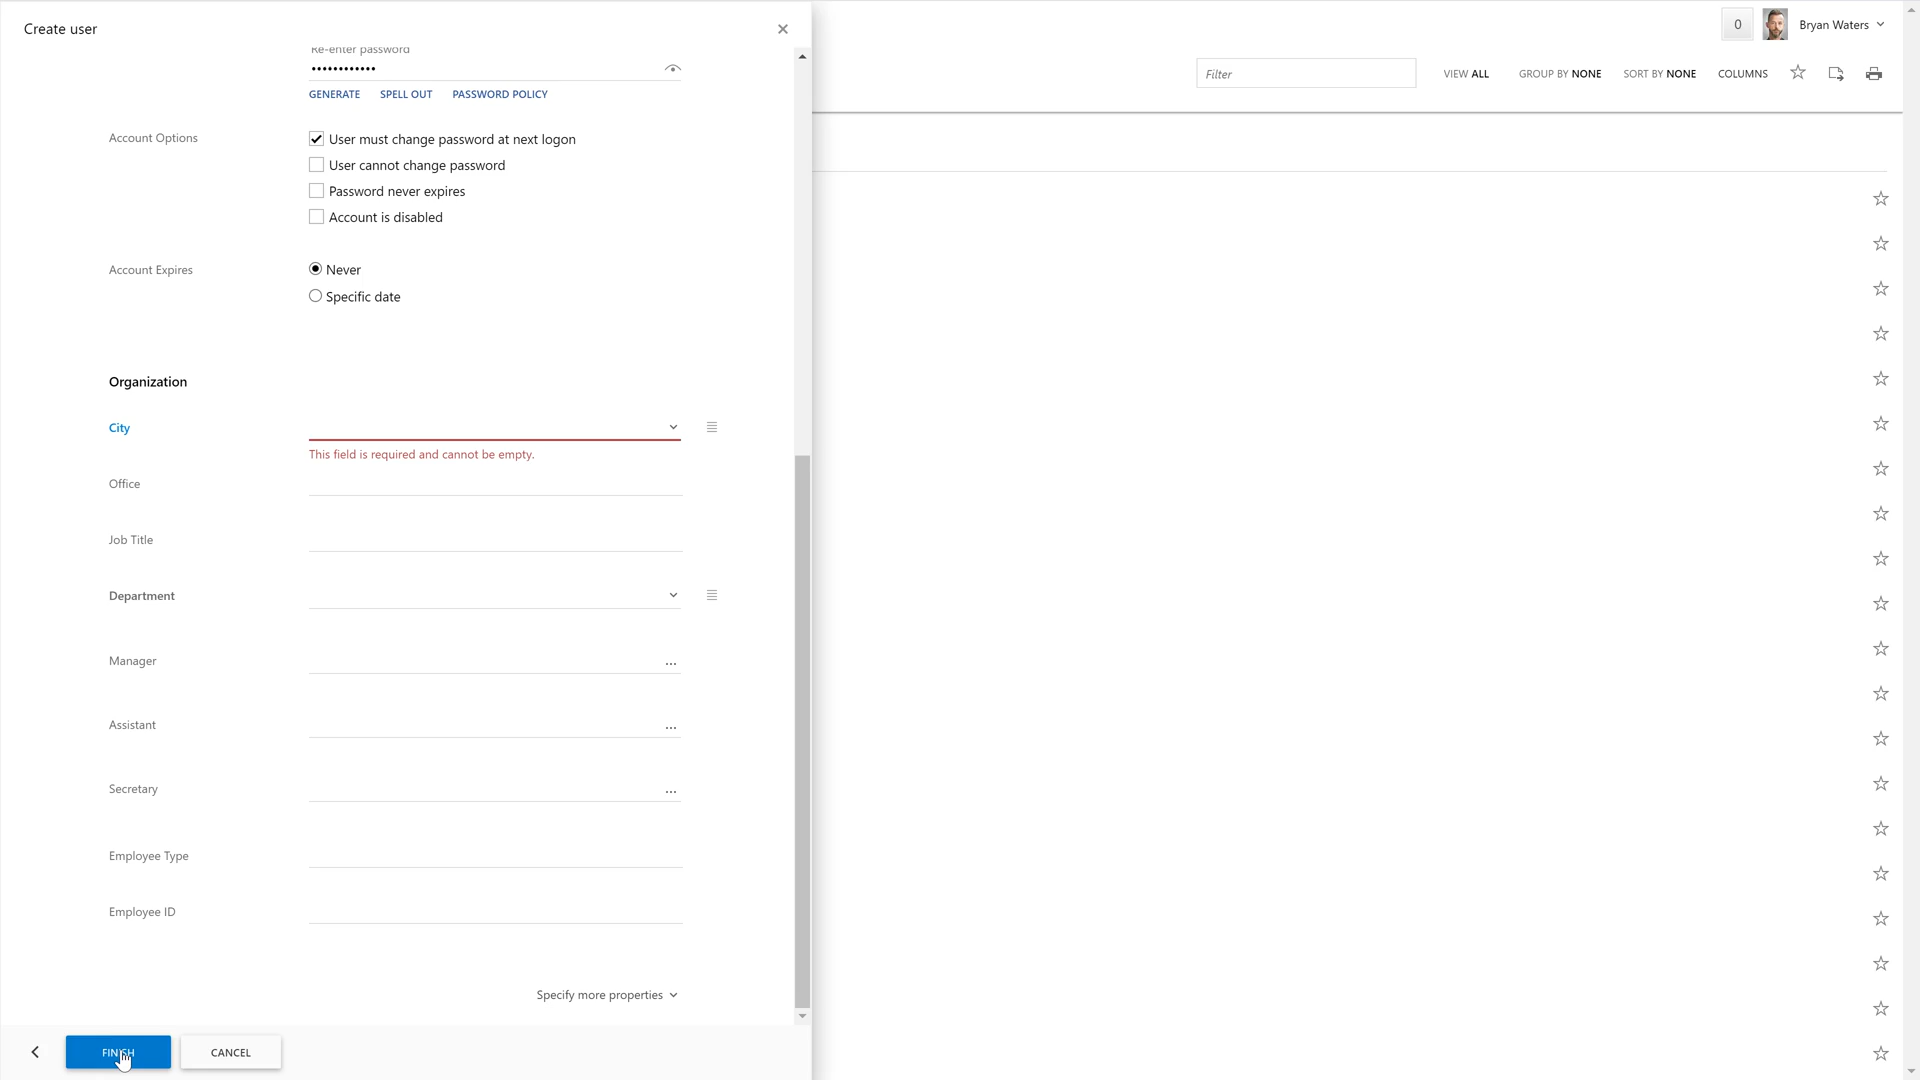 Create user
0
Bryan Waters
Filter
VIEW ALL
GROUP BY NONE
SORT BY NONE
COLUMNS
Re-enter password
••••••••••••
GENERATE
SPELL OUT
PASSWORD POLICY
Account Options
User must change password at next logon
User cannot change password
Password never expires
Account is disabled
Account Expires
Never
Specific date
Organization
City
This field is required and cannot be empty.
Office
Job Title
Department
Manager
...
Assistant
...
Secretary
...
Employee Type
Employee ID
Specify more properties
FINISH
CANCEL